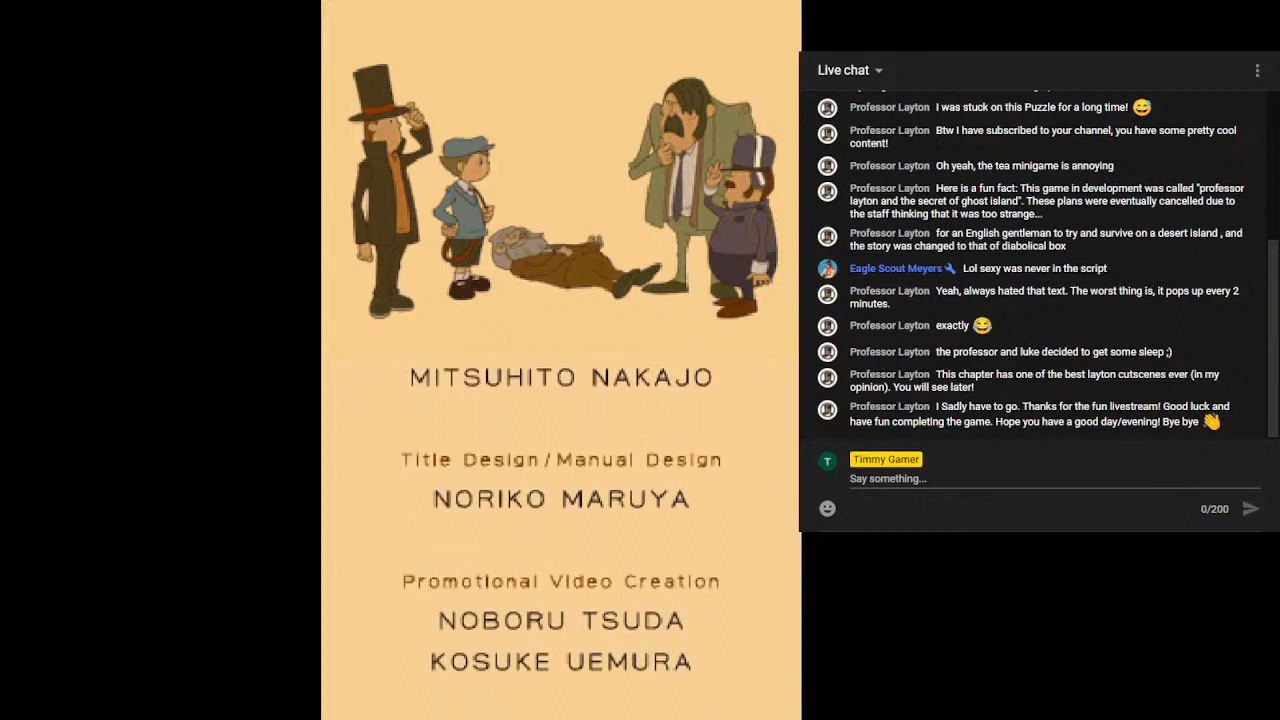 MITSUHITO NAKAJO
Title Design/Manual Design
NORIKO MARUYA
Promotional Video Creation
NOBORU TSUDA
KOSUKE UEMURA
Live chat
Professor Layton I was stuck on this Puzzle for a long time! 😅
Professor Layton Btw I have subscribed to your channel, you have some pretty cool
content!
Professor Layton Oh yeah, the tea minigame is annoying
Professor Layton Here is a fun fact: This game in development was called "professor
layton and the secret of ghost island". These plans were eventually cancelled due to
the staff thinking that it was too strange...
Professor Layton for an English gentleman to try and survive on a desert island , and
the story was changed to that of diabolical box
Eagle Scout Meyers Lol sexy was never in the script
Professor Layton Yeah, always hated that text. The worst thing is, it pops up every 2
minutes.
Professor Layton exactly 😂
Professor Layton the professor and luke decided to get some sleep ;)
Professor Layton This chapter has one of the best layton cutscenes ever (in my
opinion). You will see later!
Professor Layton I Sadly have to go. Thanks for the fun livestream! Good luck and
have fun completing the game. Hope you have a good day/evening! Bye bye 👋
T Timmy Gamer
Say something...
0/200